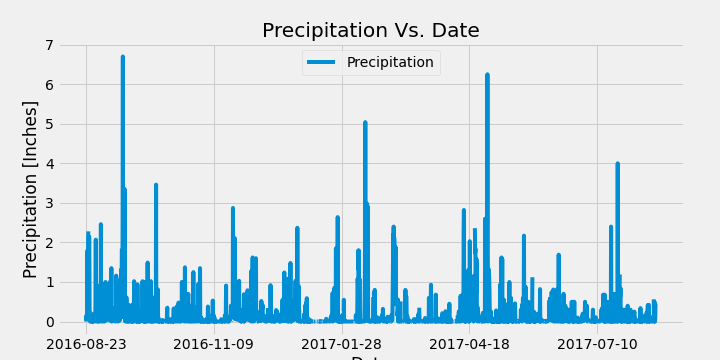 Precipitation Vs. Date
Precipitation
Precipitation [Inches]
7
6
5
4
3
2
1
0
2016-08-23 2016-11-09 2017-01-28 2017-04-18 2017-07-10
Date